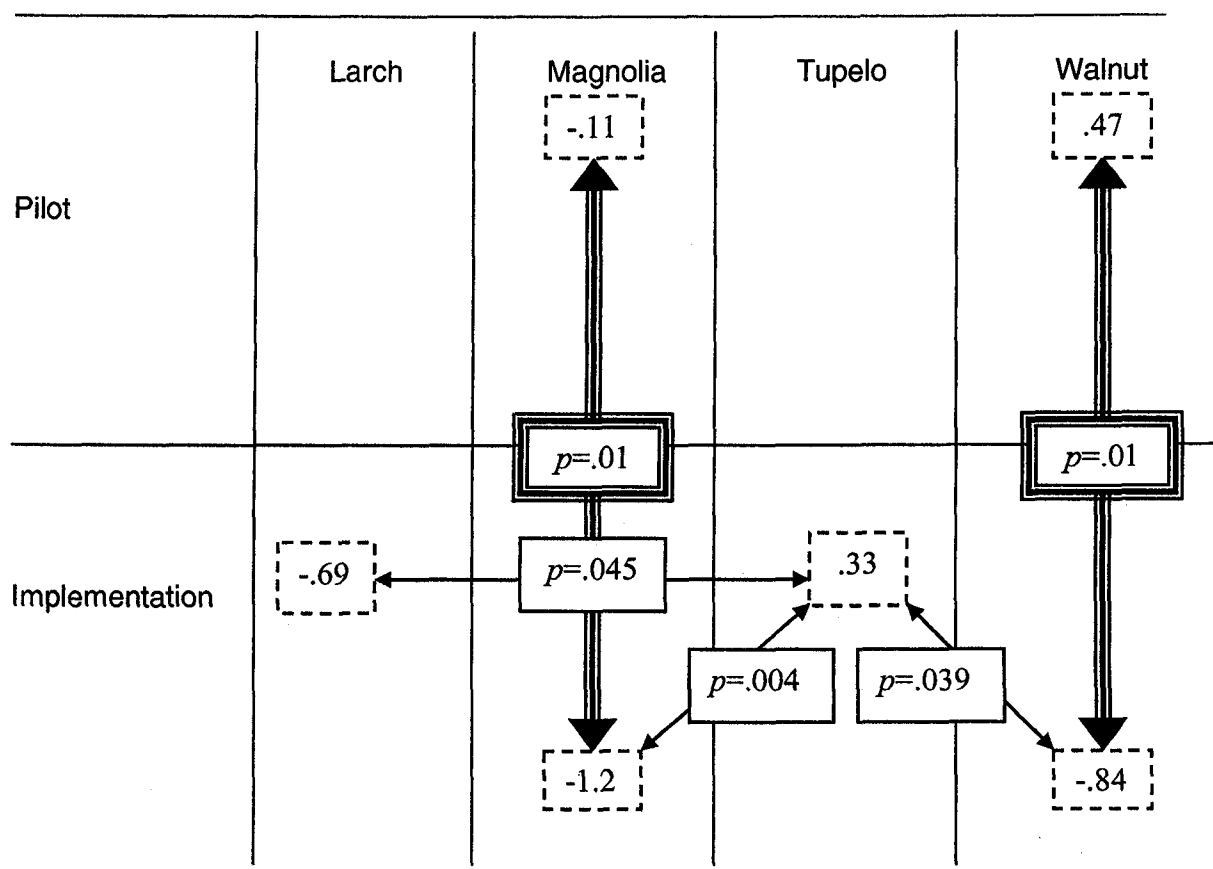 Larch Magnolia Tupelo Walnut
-.11 .47
Pilot
p=.01 p=.01
-.69 p=.045 .33
Implementation
p=.004 p=.039
-1.2 -.84